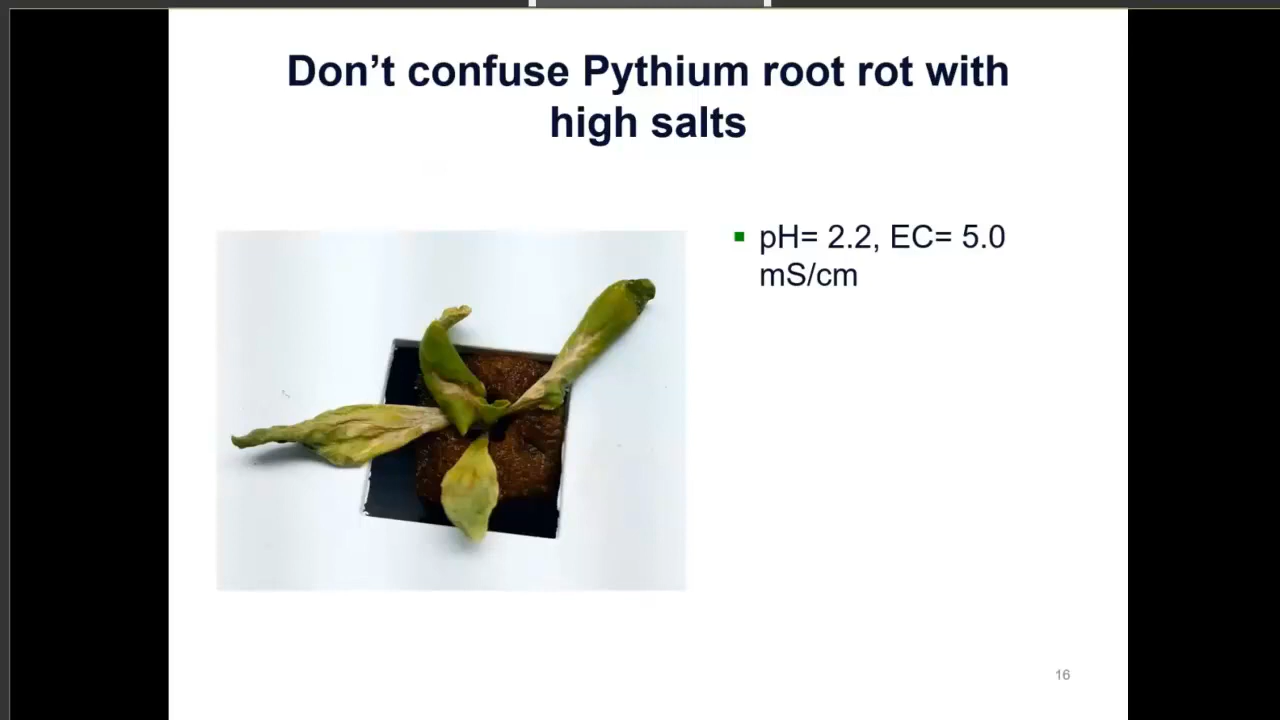 Don’t confuse Pythium root rot with
high salts
pH= 2.2, EC= 5.0
mS/cm
16